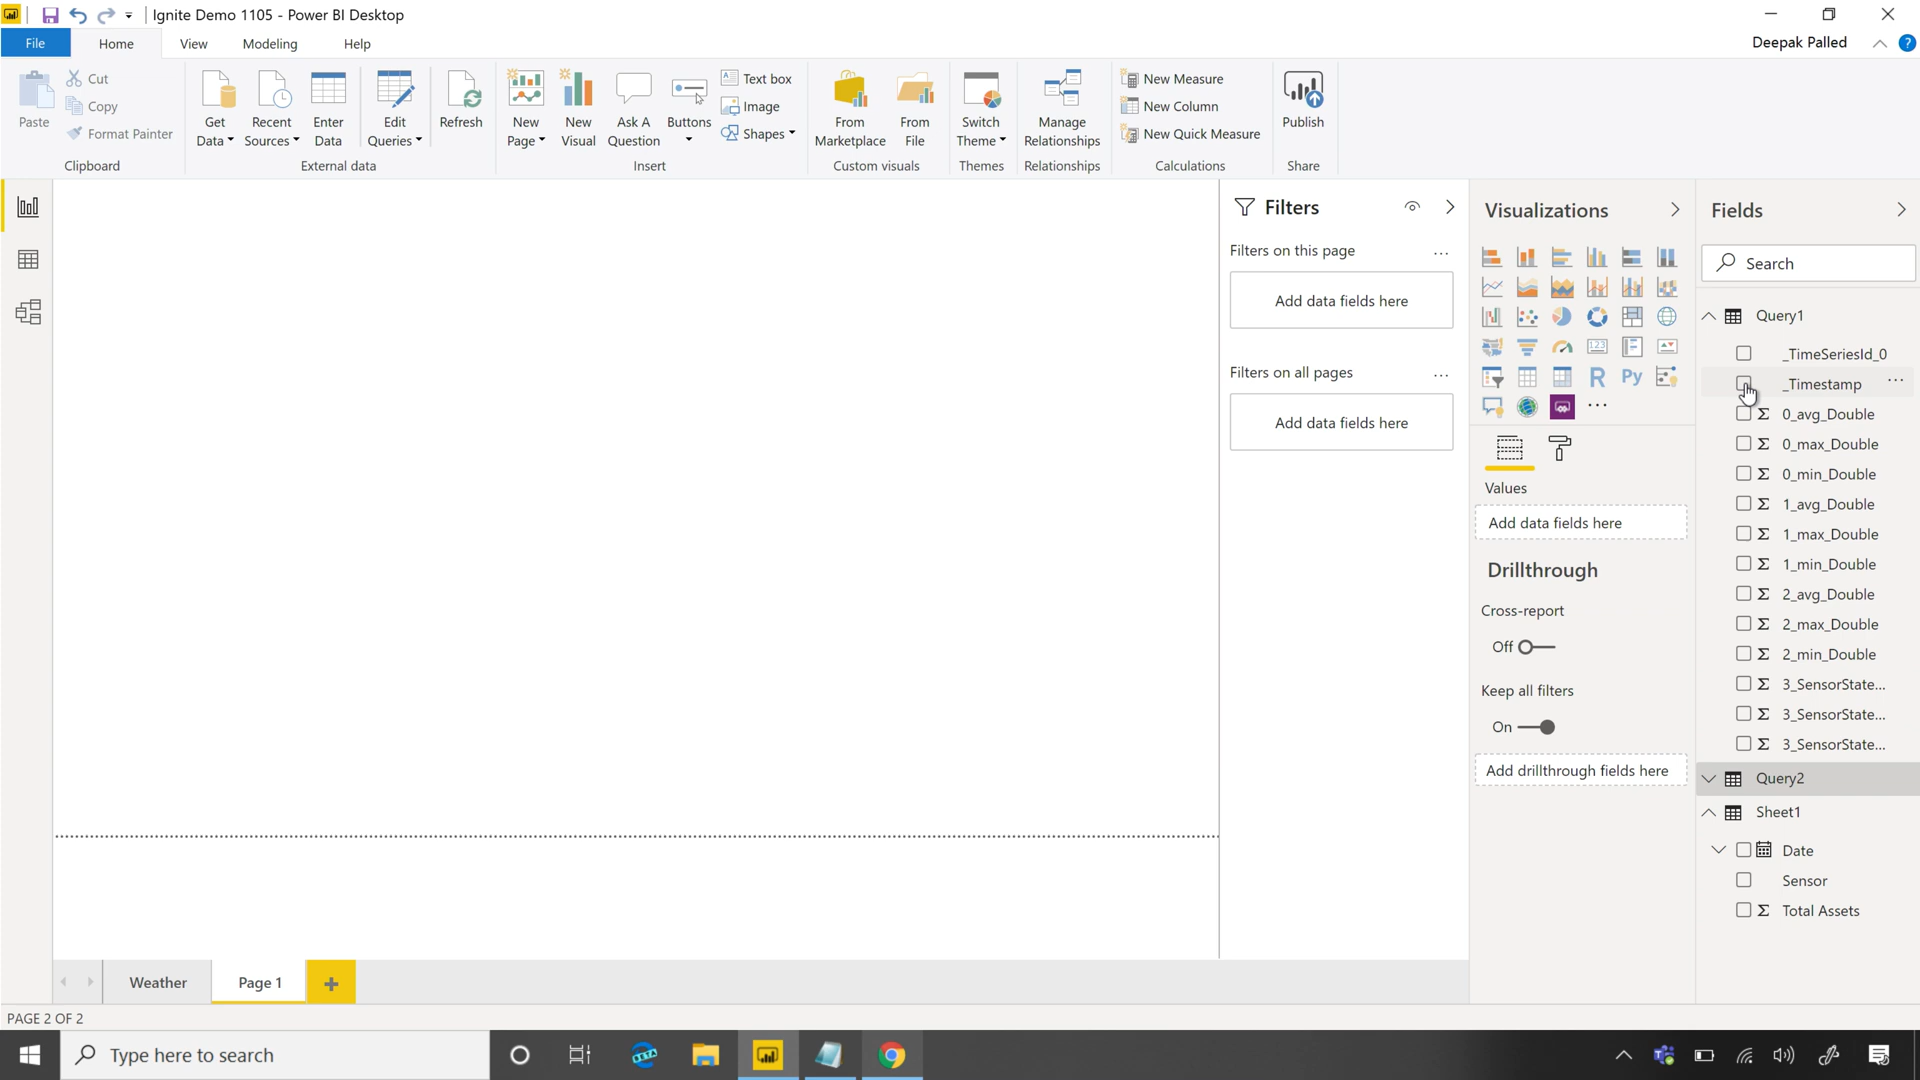 Ignite Demo 1105 - Power BI Desktop
File
Home
View
Modeling
Help
Deepak Palled
?
Paste
Cut
Copy
Format Painter
Clipboard
Get
Data
Recent
Sources
Enter
Data
Edit
Queries
Refresh
External data
New
Page
New
Visual
Ask A
Question
Buttons
Text box
Image
Shapes
Insert
From
Marketplace
From
File
Custom visuals
Switch
Theme
Themes
Manage
Relationships
Relationships
New Measure
New Column
New Quick Measure
Calculations
Publish
Share
Filters
Filters on this page
...
Add data fields here
Filters on all pages
...
Add data fields here
Visualizations
123
R
Py
...
Values
Add data fields here
Drillthrough
Cross-report
Off
Keep all filters
On
Add drillthrough fields here
Fields
Search
Query1
_TimeSeriesId_0
_Timestamp
...
Σ 0_avg_Double
Σ 0_max_Double
Σ 0_min_Double
Σ 1_avg_Double
Σ 1_max_Double
Σ 1_min_Double
Σ 2_avg_Double
Σ 2_max_Double
Σ 2_min_Double
Σ 3_SensorState...
Σ 3_SensorState...
Σ 3_SensorState...
Query2
Sheet1
Date
Sensor
Σ Total Assets
Weather
Page 1
+
PAGE 2 OF 2
Type here to search
BETA